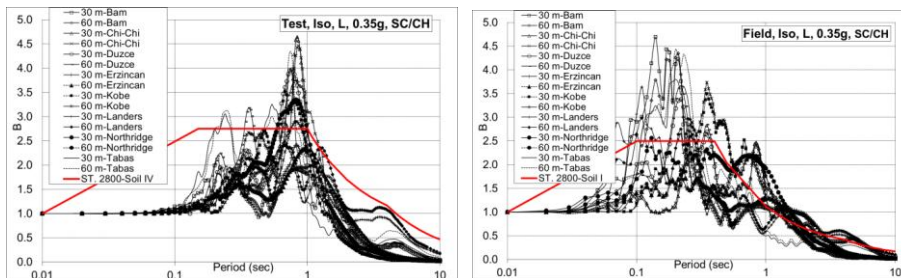 Test, Iso, L, 0.35g, SC/CH
30 m-Bam
60 m-Bam
30 m-Chi-Chi
60 m-Chi-Chi
30 m-Duzce
60 m-Duzce
30 m-Erzincan
60 m-Erzincan
30 m-Kobe
60 m-Kobe
30 m-Landers
60 m-Landers
30 m-Northridge
60 m-Northridge
30 m-Tabas
60 m-Tabas
ST. 2800-Soil IV
B
5.0
4.5
4.0
3.5
3.0
2.5
2.0
1.5
1.0
0.5
0.0
0.01
0.1
1
10
Period (sec)
Field, Iso, L, 0.35g, SC/CH
30 m-Bam
60 m-Bam
30 m-Chi-Chi
60 m-Chi-Chi
30 m-Duzce
60 m-Duzce
30 m-Erzincan
60 m-Erzincan
30 m-Kobe
60 m-Kobe
30 m-Landers
60 m-Landers
30 m-Northridge
60 m-Northridge
30 m-Tabas
60 m-Tabas
ST. 2800-Soil I
B
5.0
4.5
4.0
3.5
3.0
2.5
2.0
1.5
1.0
0.5
0.0
0.01
0.1
1
10
Period (sec)